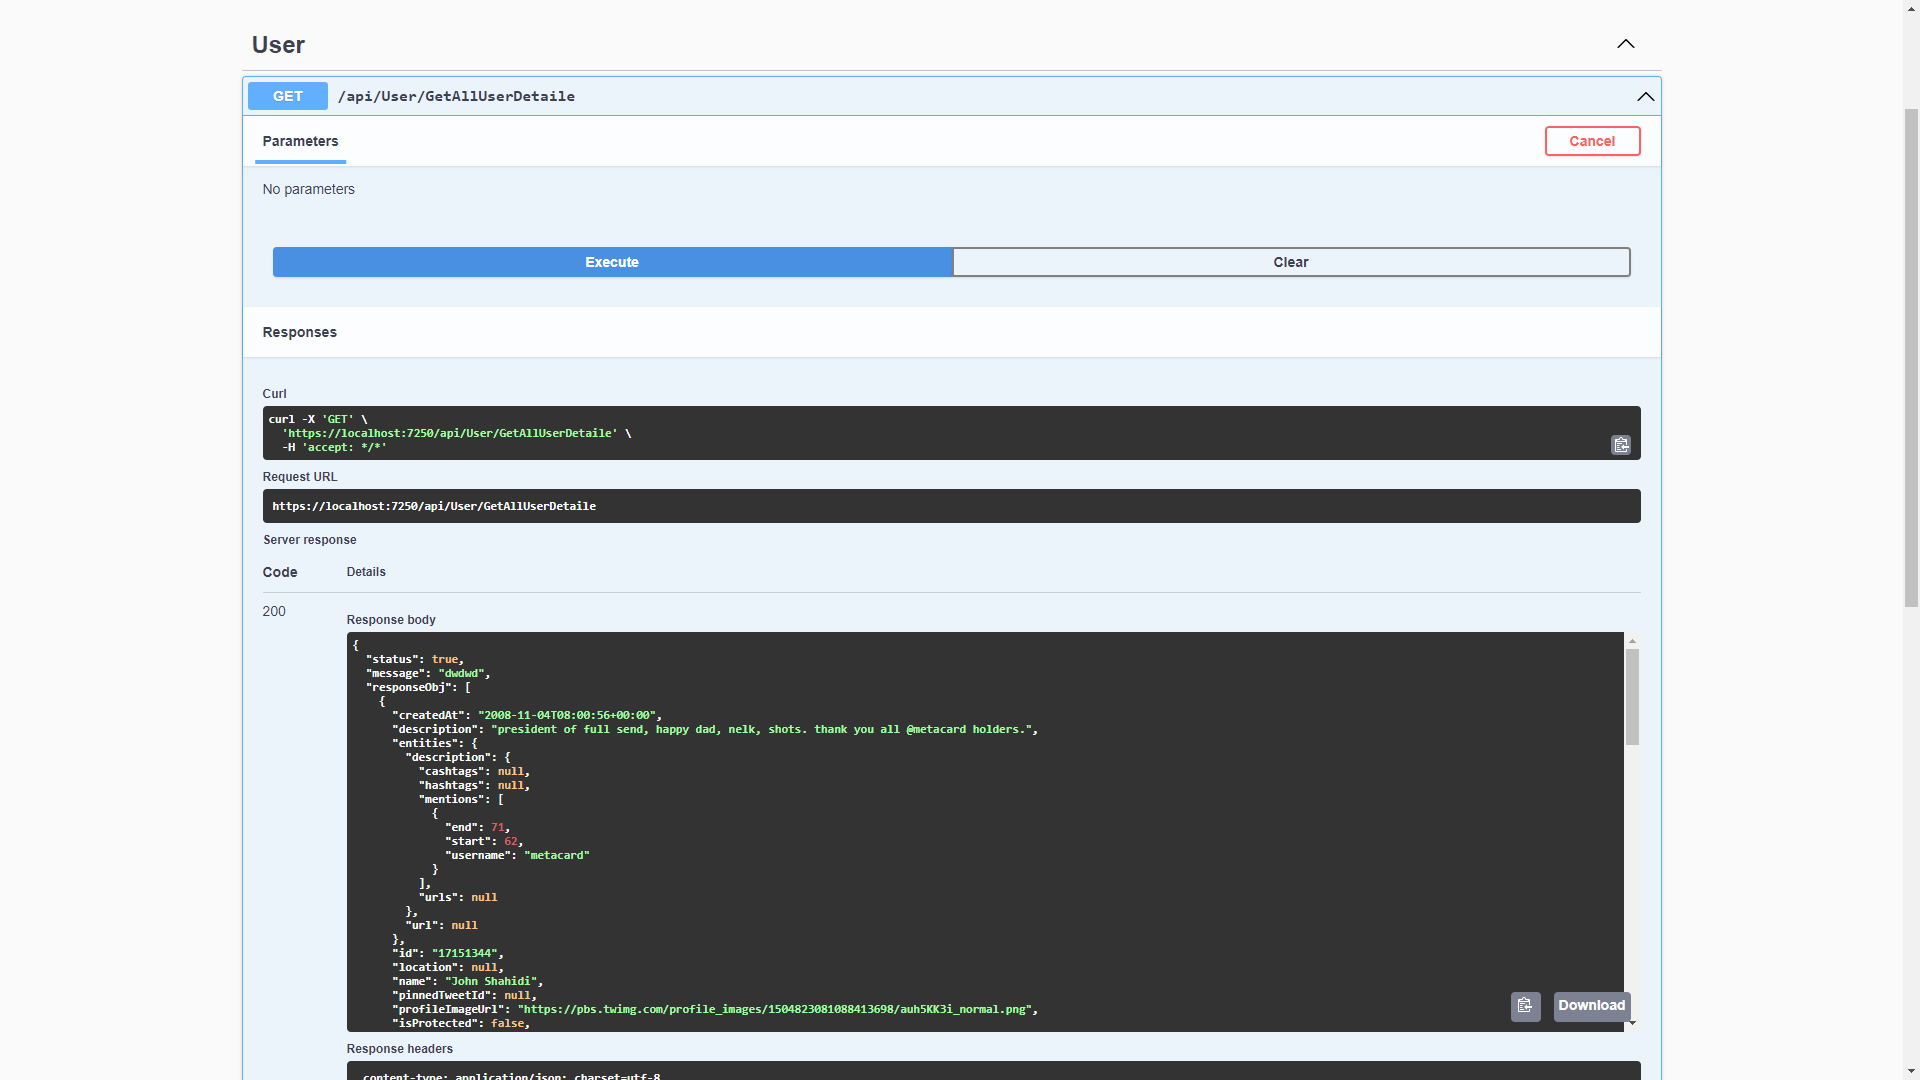 User
GET /api/User/GetAllUserDetaile
Parameters
Cancel
No parameters
Execute
Clear
Responses
Curl
curl -X 'GET' \
'https://localhost:7250/api/User/GetAllUserDetaile' \
-H 'accept: */*'
Request URL
https://localhost:7250/api/User/GetAllUserDetaile
Server response
Code Details
200
Response body
{
"status": true,
"message": "dwdwd",
"responseObj": [
{
"createdAt": "2008-11-04T08:00:56+00:00",
"description": "president of full send, happy dad, nelk, shots. thank you all @metacard holders.",
"entities": {
"description": {
"cashtags": null,
"hashtags": null,
"mentions": [
{
"end": 71,
"start": 62,
"username": "metacard"
}
],
"urls": null
},
"url": null
},
"id": "17151344",
"location": null,
"name": "John Shahidi",
"pinnedTweetId": null,
"profileImageUrl": "https://pbs.twimg.com/profile_images/1504823081088413698/auh5KK3i_normal.png",
"isProtected": false,
Download
Response headers
content-type: application/json; charset=utf-8